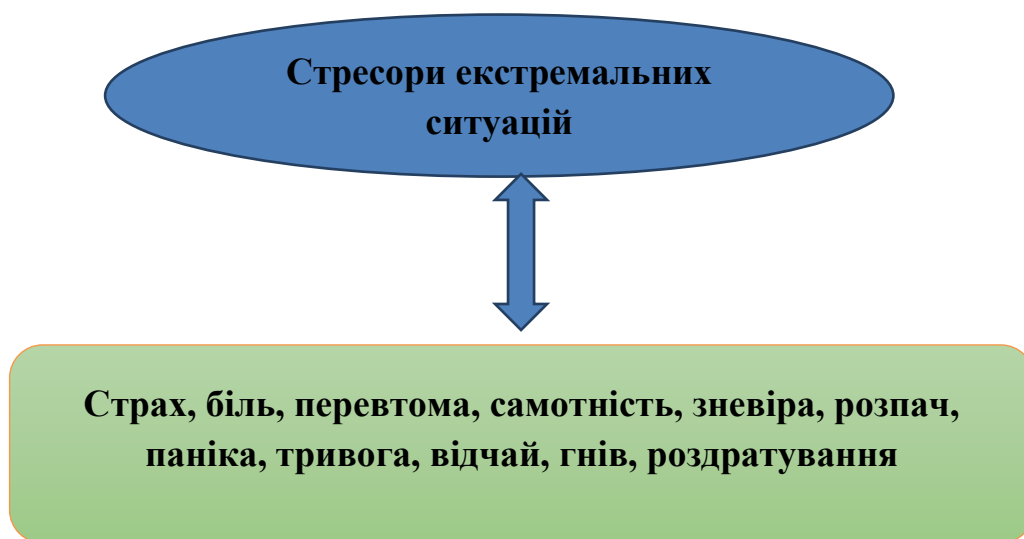 Стресори екстремальних
ситуацій
Страх, біль, перевтома, самотність, зневіра, розпач,
паніка, тривога, відчай, гнів, роздратування